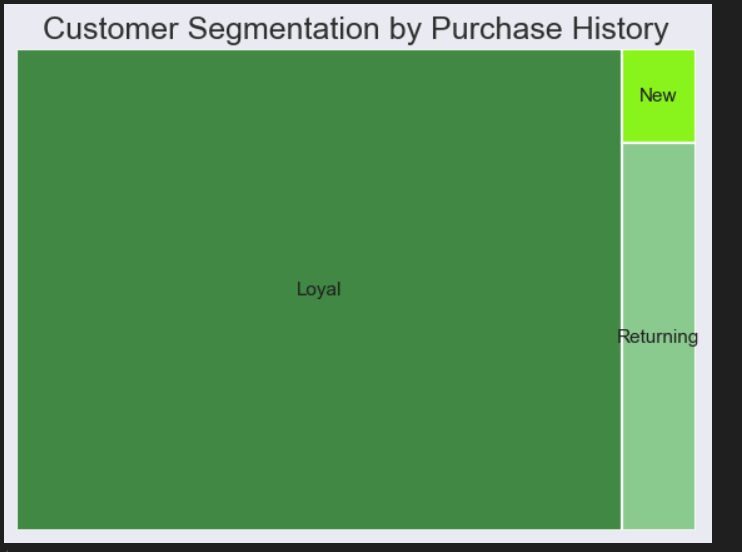 Customer Segmentation by Purchase History
New
Loyal
Returning